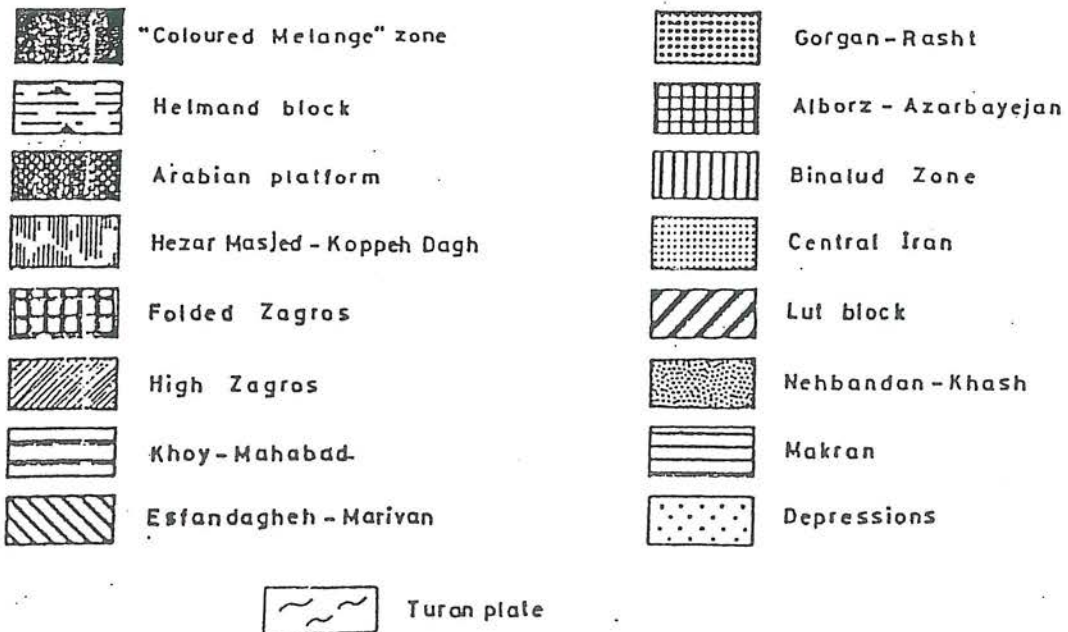 "Coloured Melange" zone
Helmand block
Arabian platform
Hezar Masjed-Koppeh Dagh
Folded Zagros
High Zagros
Khoy-Mahabad
Esfandagheh-Marivan
Gorgan-Rasht
Alborz-Azarbayejan
Binalud Zone
Central Iran
Lut block
Nehbandan-Khash
Makran
Depressions
Turan plate